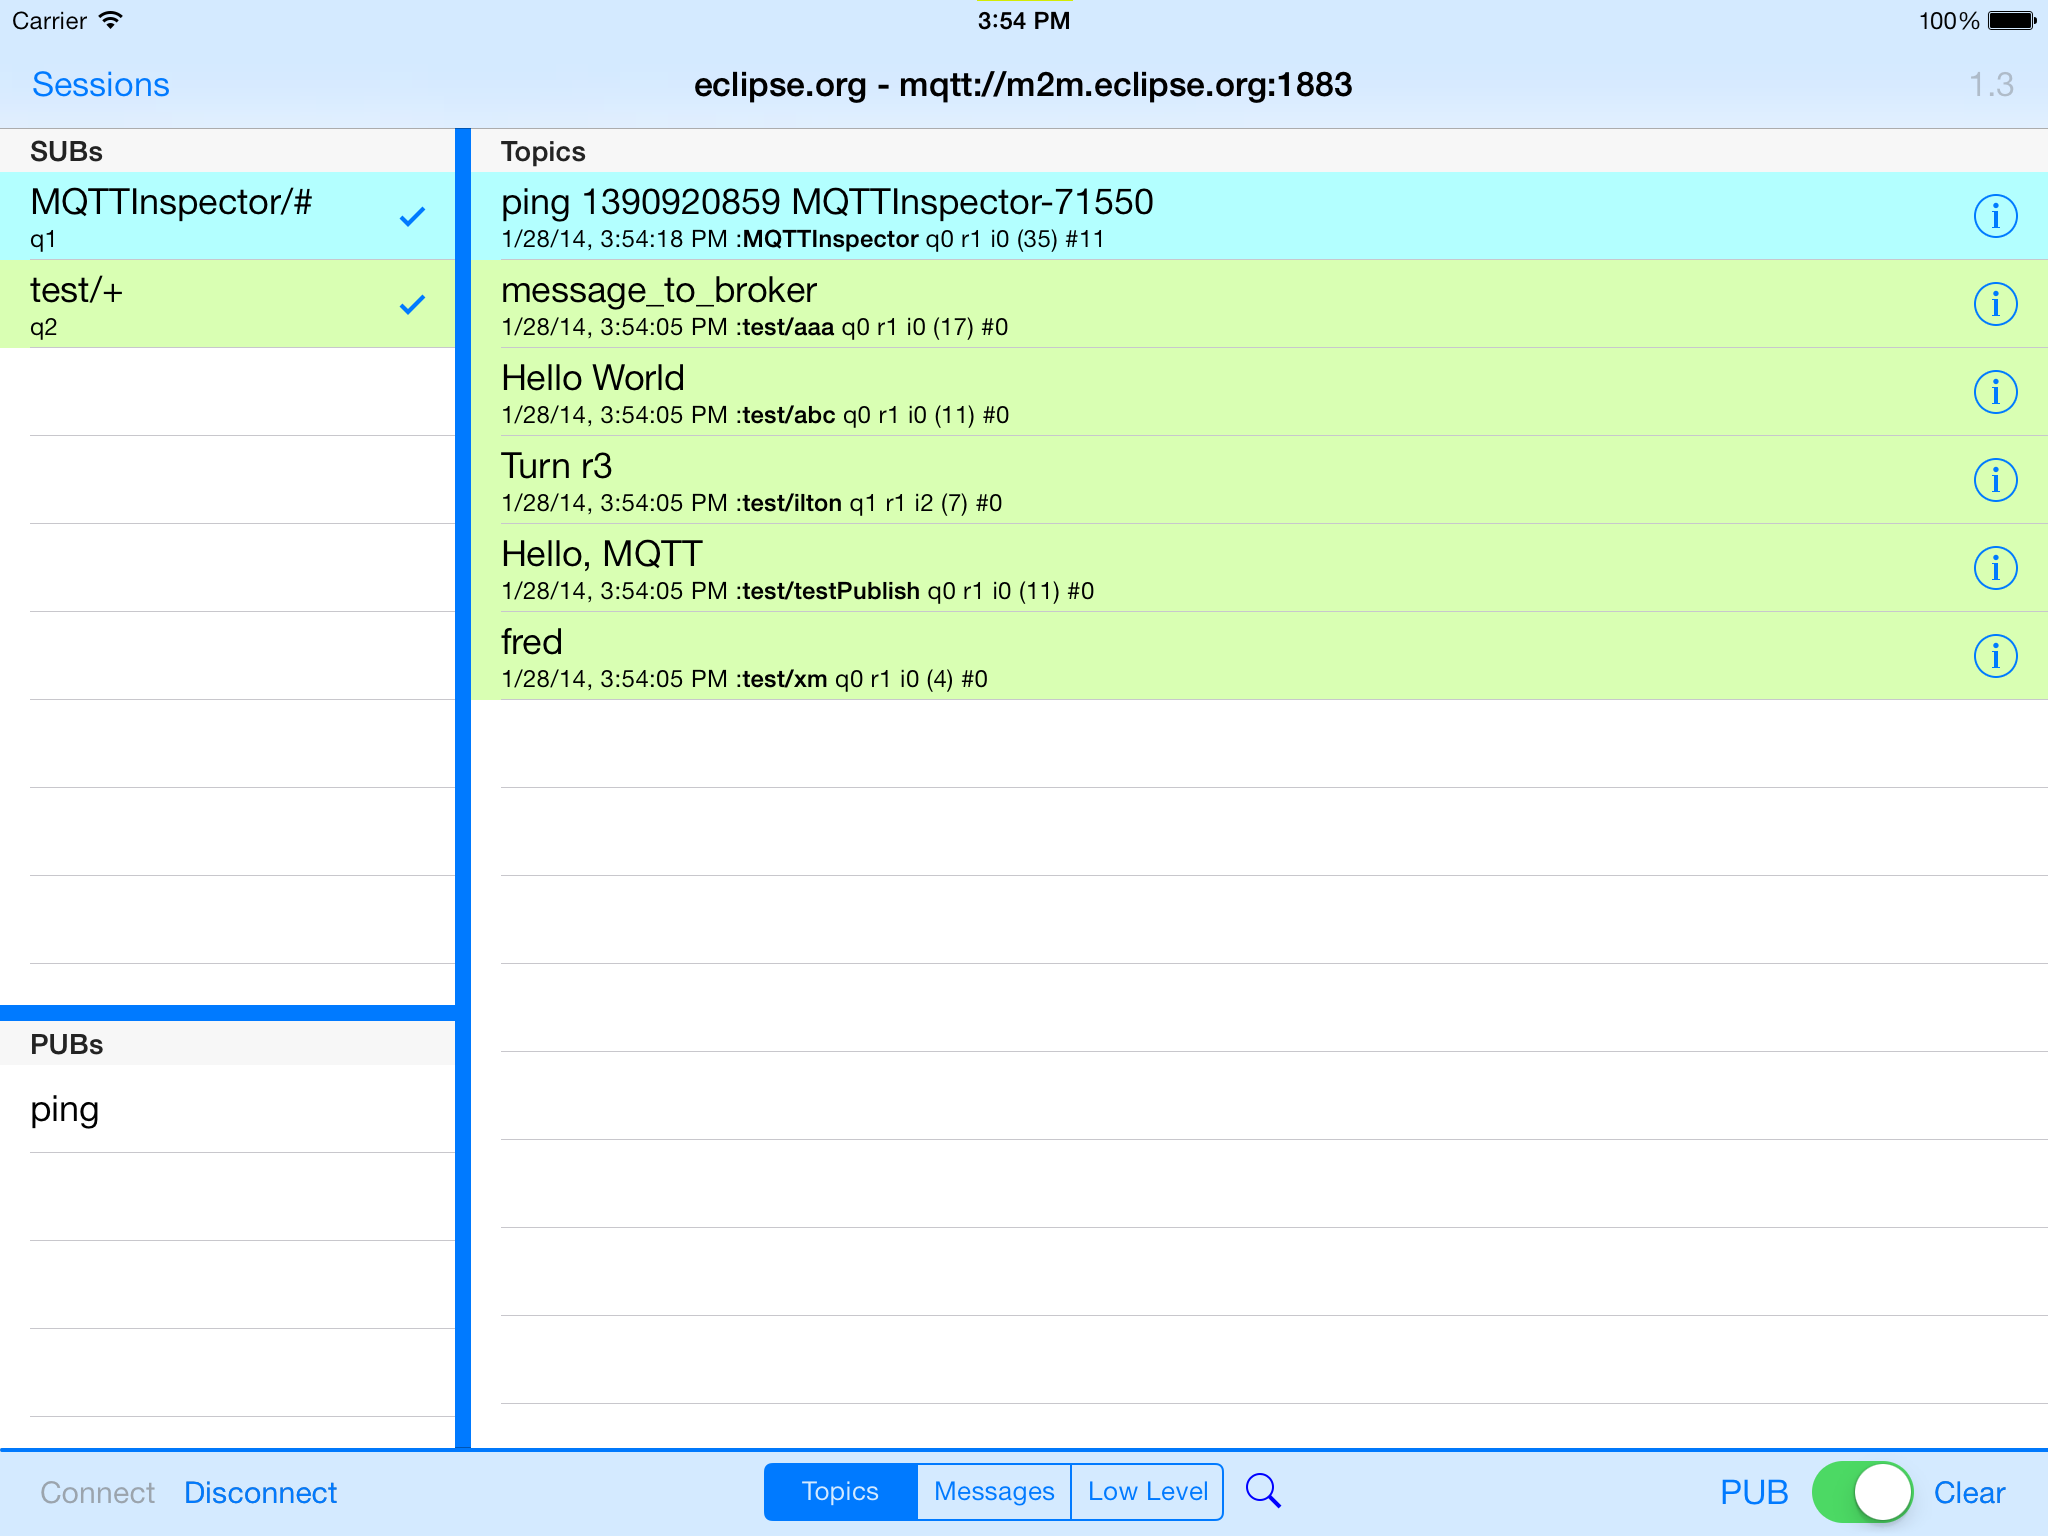 Carrier 3:54 PM 100%
Sessions eclipse.org - mqtt://m2m.eclipse.org:1883 1.3
SUBs
MQTTInspector/#
q1
test/+
q2
Topics
ping 1390920859 MQTTInspector-71550
1/28/14, 3:54:18 PM :MQTTInspector q0 r1 i0 (35) #11
message_to_broker
1/28/14, 3:54:05 PM :test/aaa q0 r1 i0 (17) #0
Hello World
1/28/14, 3:54:05 PM :test/abc q0 r1 i0 (11) #0
Turn r3
1/28/14, 3:54:05 PM :test/ilton q1 r1 i2 (7) #0
Hello, MQTT
1/28/14, 3:54:05 PM :test/testPublish q0 r1 i0 (11) #0
fred
1/28/14, 3:54:05 PM :test/xm q0 r1 i0 (4) #0
PUBs
ping
Connect Disconnect Topics Messages Low Level PUB Clear